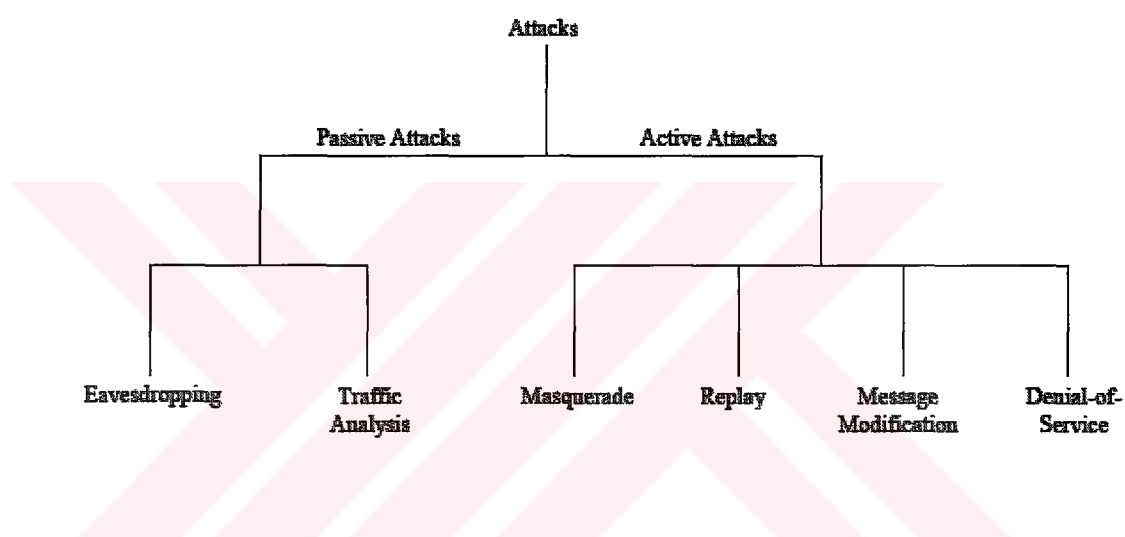 Attacks
Passive Attacks
Active Attacks
Eavesdropping
Traffic
Analysis
Masquerade
Replay
Message
Modification
Denial-of-
Service